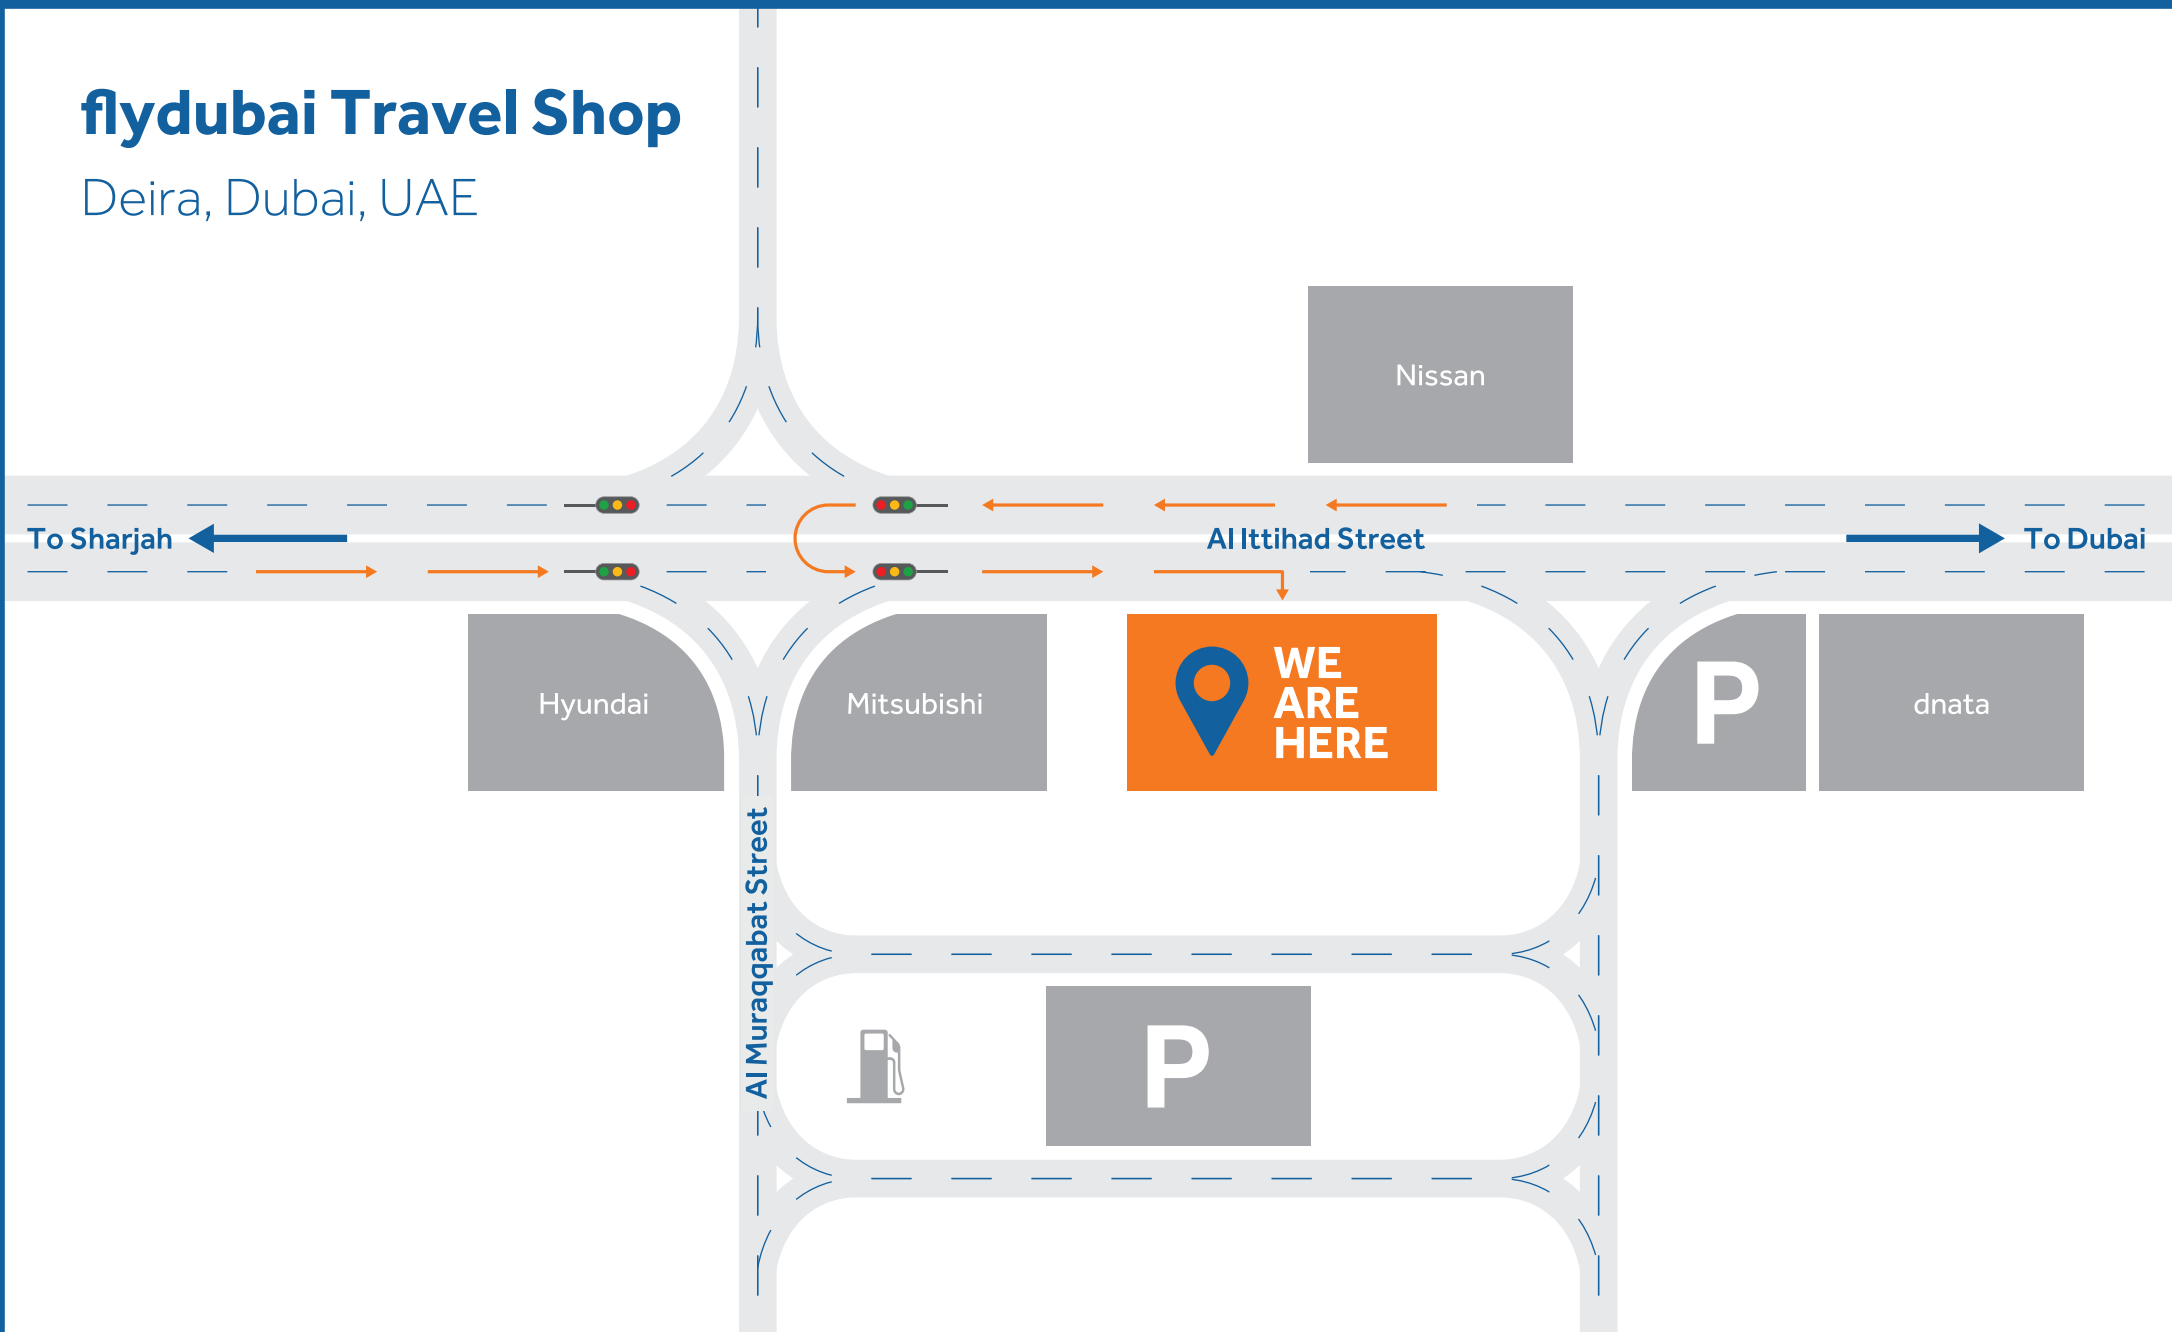 flydubai Travel Shop
Deira, Dubai, UAE
Nissan
To Sharjah
Al Ittihad Street
To Dubai
Hyundai
Mitsubishi
WE
ARE
HERE
P
dnata
Al Muraqqabat Street
P